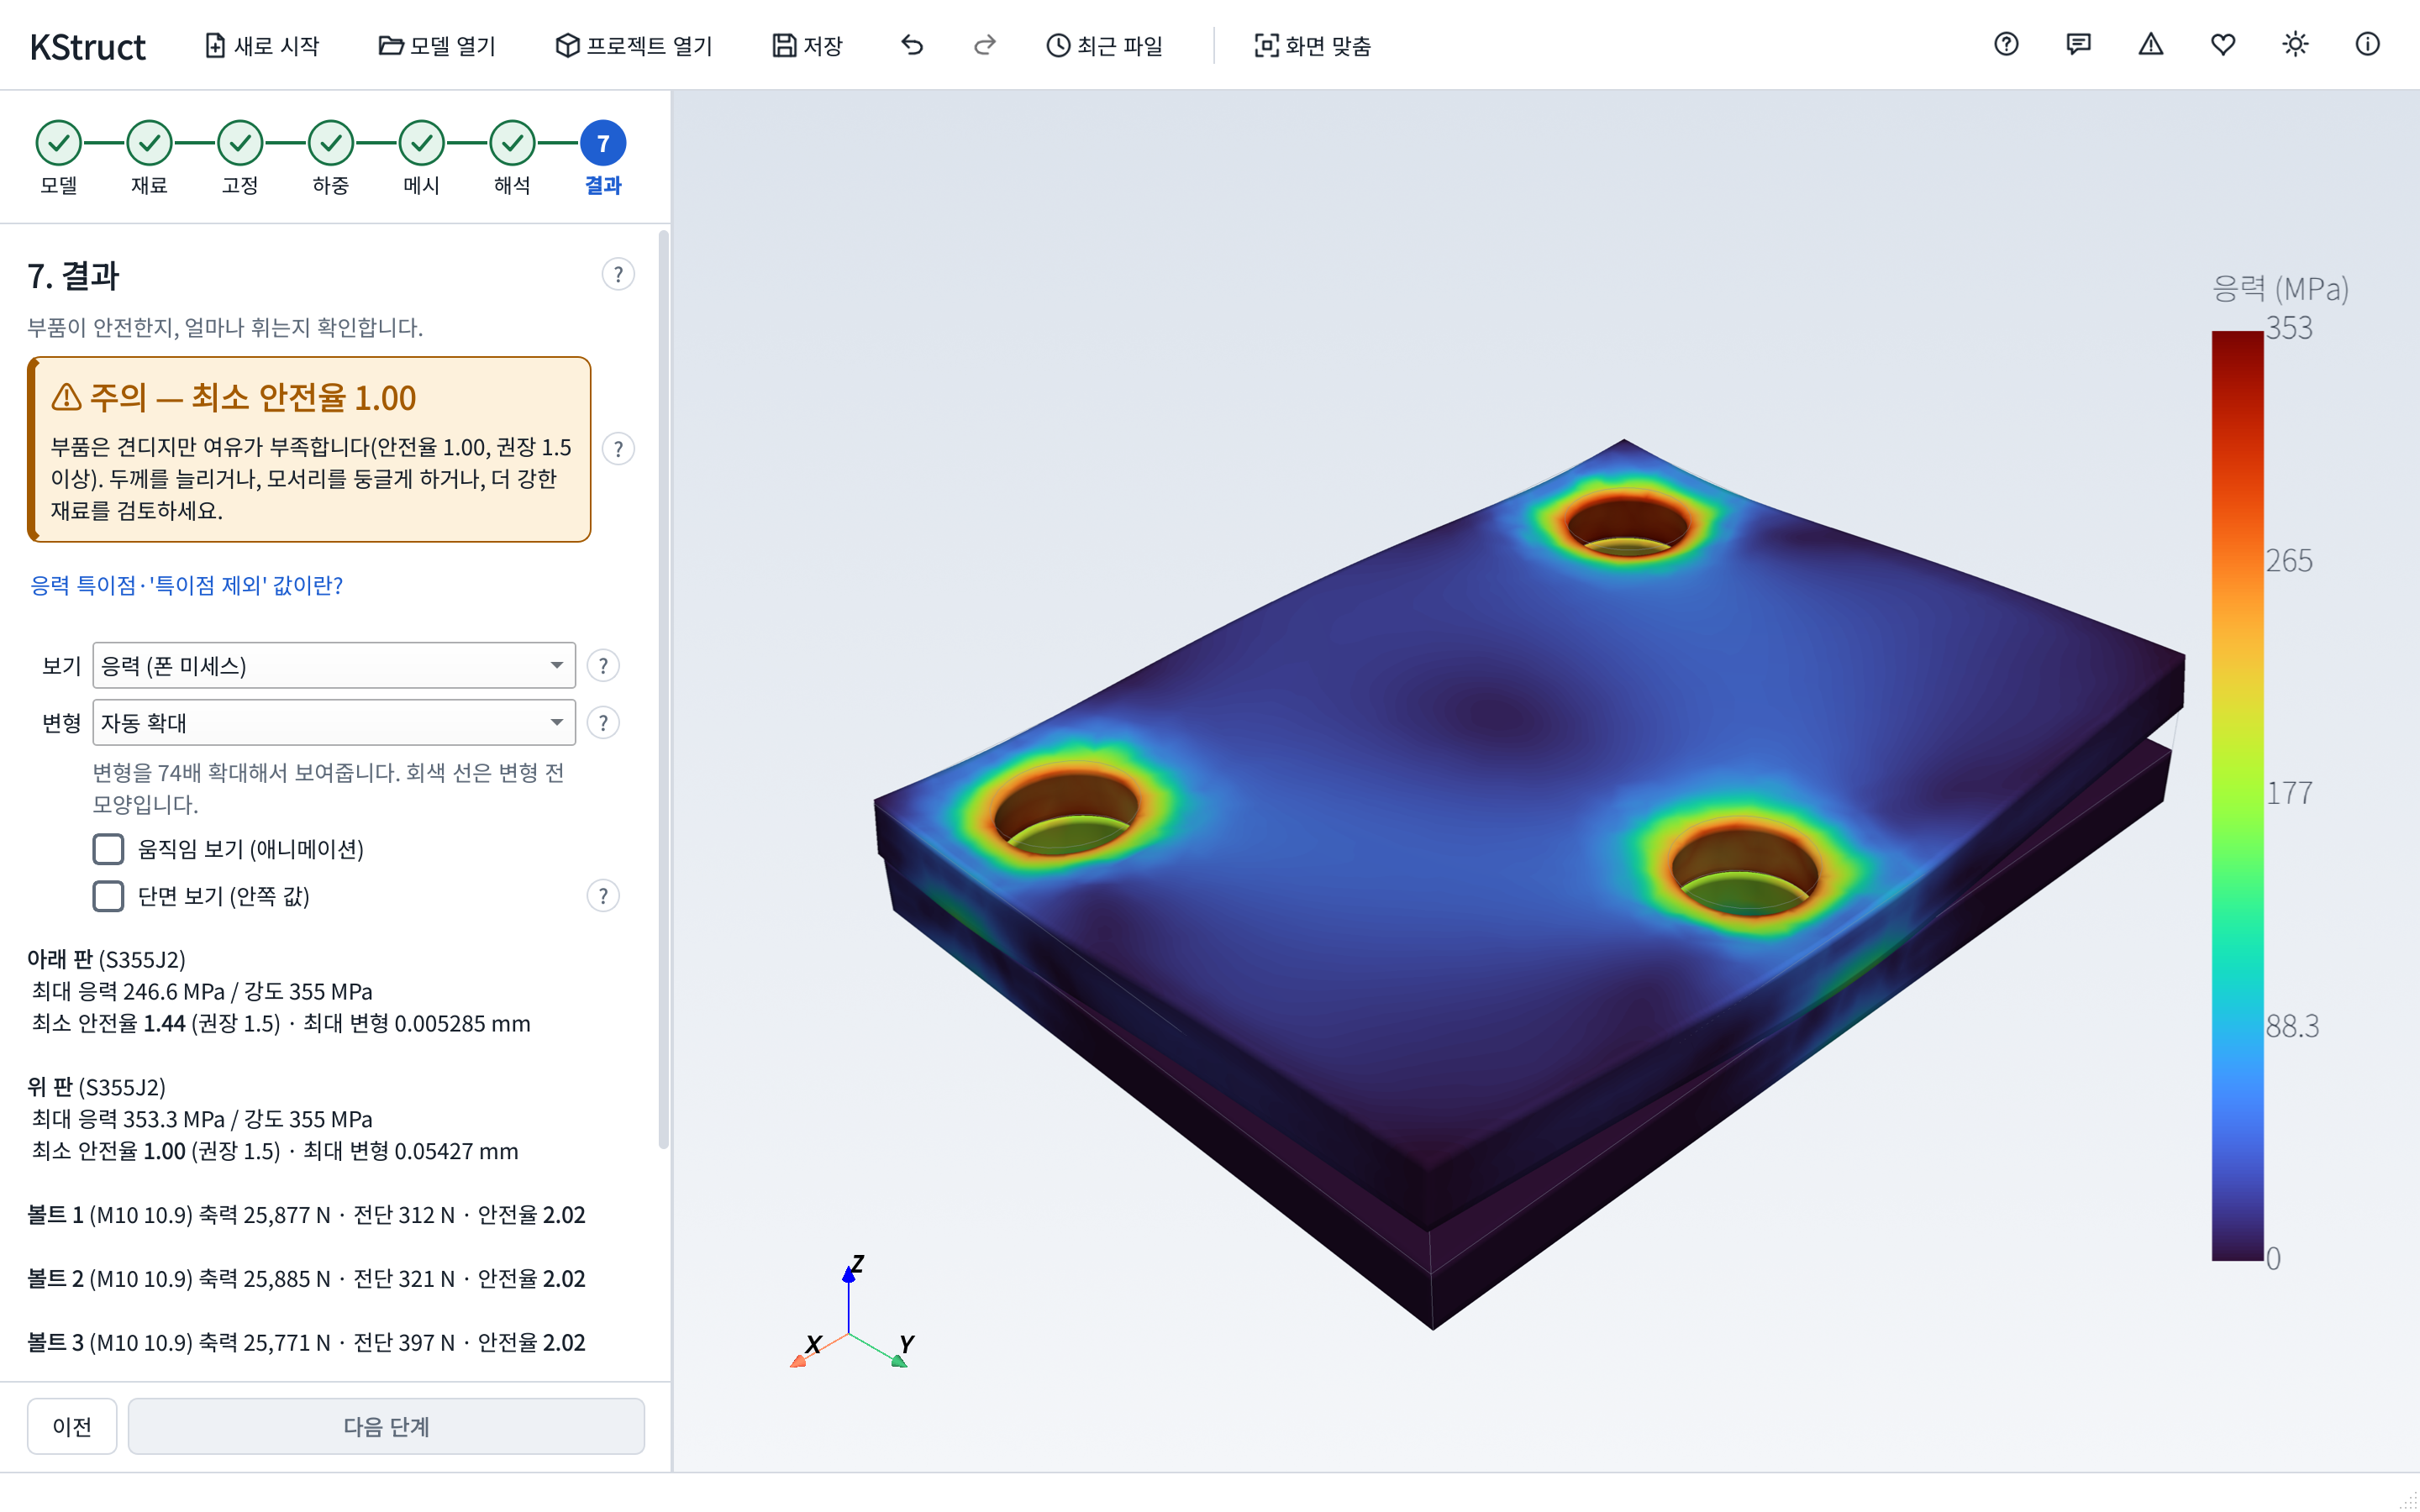 KStruct
새로 시작
모델 열기
프로젝트 열기
저장
최근 파일
화면 맞춤
7
모델
재료
고정
하중
메시
해석
결과
7. 결과
?
부품이 안전한지, 얼마나 휘는지 확인합니다.
주의 — 최소 안전율 1.00
부품은 견디지만 여유가 부족합니다(안전율 1.00, 권장 1.5
이상). 두께를 늘리거나, 모서리를 둥글게 하거나, 더 강한
재료를 검토하세요.
?
응력 특이점·'특이점 제외' 값이란?
보기
응력 (폰 미세스)
?
변형
자동 확대
?
변형을 74배 확대해서 보여줍니다. 회색 선은 변형 전
모양입니다.
움직임 보기 (애니메이션)
단면 보기 (안쪽 값)
?
아래 판 (S355J2)
최대 응력 246.6 MPa / 강도 355 MPa
최소 안전율 1.44 (권장 1.5) · 최대 변형 0.005285 mm
위 판 (S355J2)
최대 응력 353.3 MPa / 강도 355 MPa
최소 안전율 1.00 (권장 1.5) · 최대 변형 0.05427 mm
볼트 1 (M10 10.9) 축력 25,877 N · 전단 312 N · 안전율 2.02
볼트 2 (M10 10.9) 축력 25,885 N · 전단 321 N · 안전율 2.02
볼트 3 (M10 10.9) 축력 25,771 N · 전단 397 N · 안전율 2.02
이전
다음 단계
응력 (MPa)
353
265
177
88.3
0
Z
X
Y